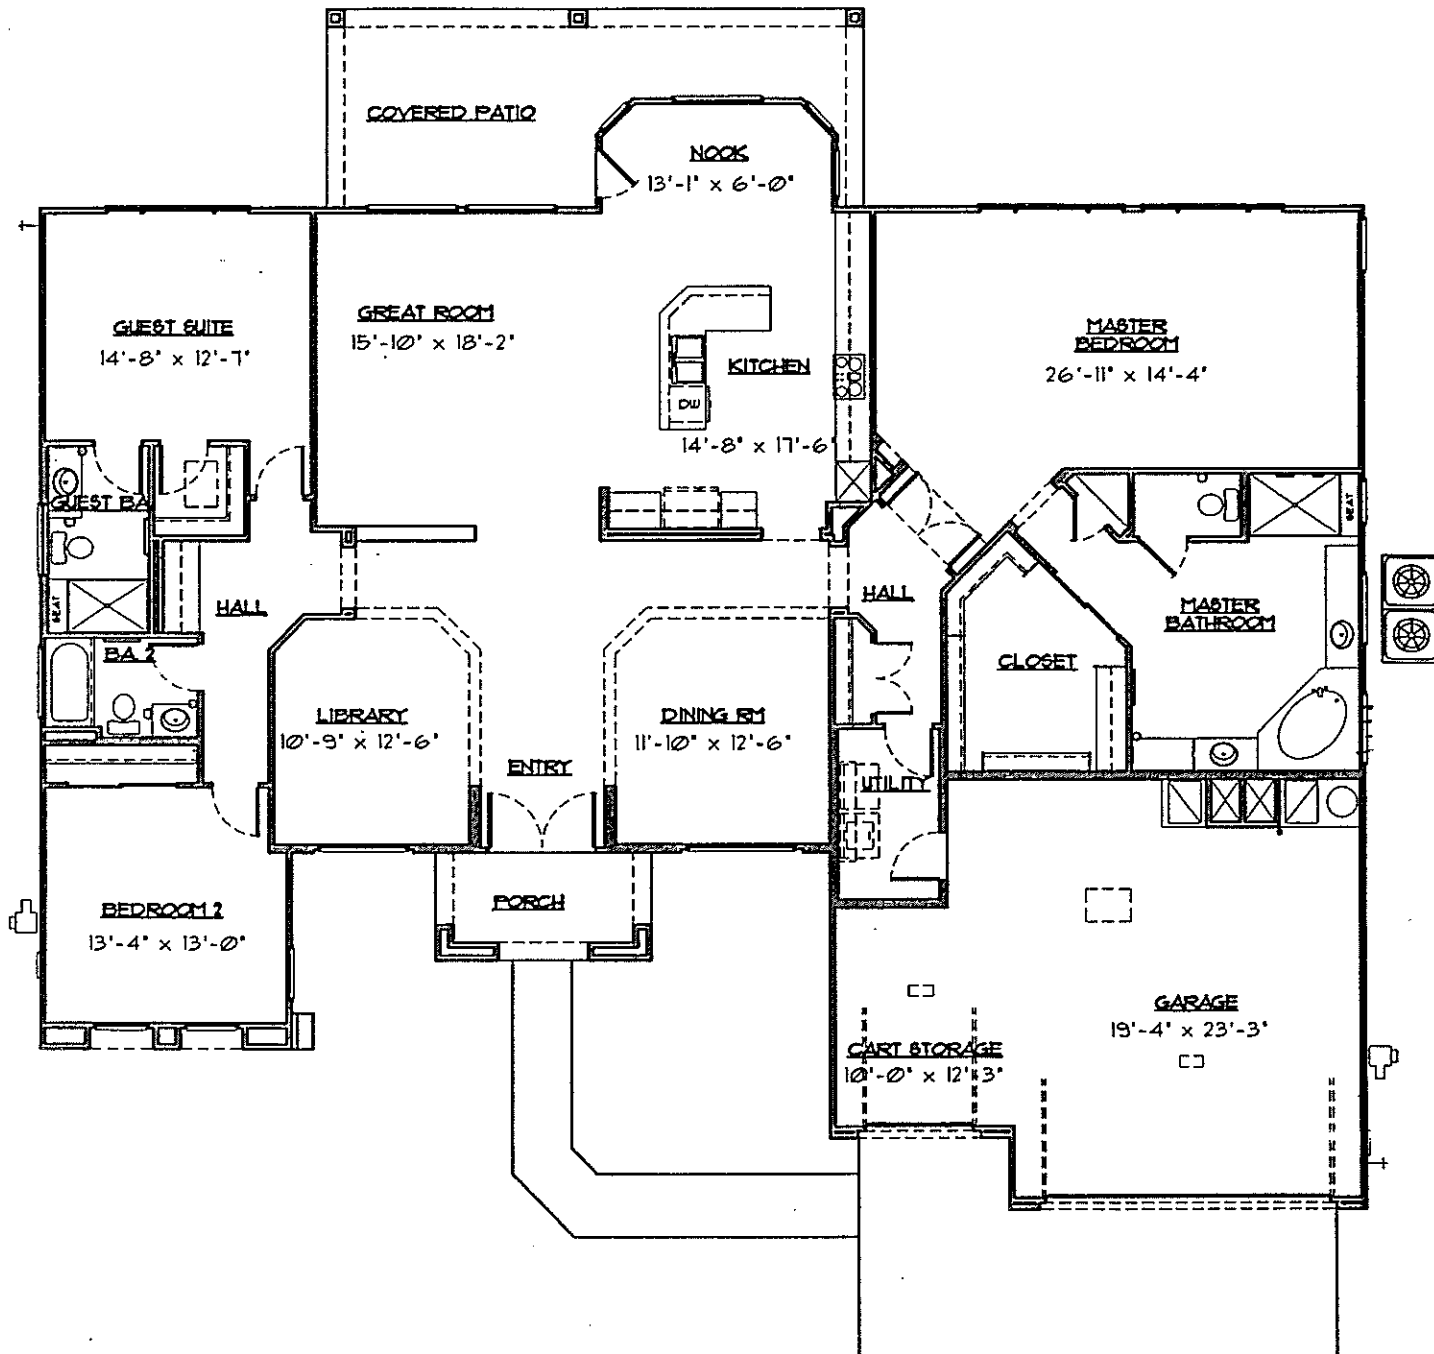 COVERED PATIO
NOOK
13'-1" x 6'-0"
GUEST SUITE
14'-8" x 12'-7"
GREAT ROOM
15'-10" x 18'-2"
KITCHEN
14'-8" x 17'-6"
DW
MASTER
BEDROOM
26'-11" x 14'-4"
GUEST BA.
SEAT
SEAT
HALL
HALL
BA. 2
MASTER
BATHROOM
CLOSET
LIBRARY
10'-9" x 12'-6"
DINING RM
11'-10" x 12'-6"
ENTRY
UTILITY
BEDROOM 2
13'-4" x 13'-0"
PORCH
GARAGE
19'-4" x 23'-3"
CART STORAGE
10'-0" x 12'-3"